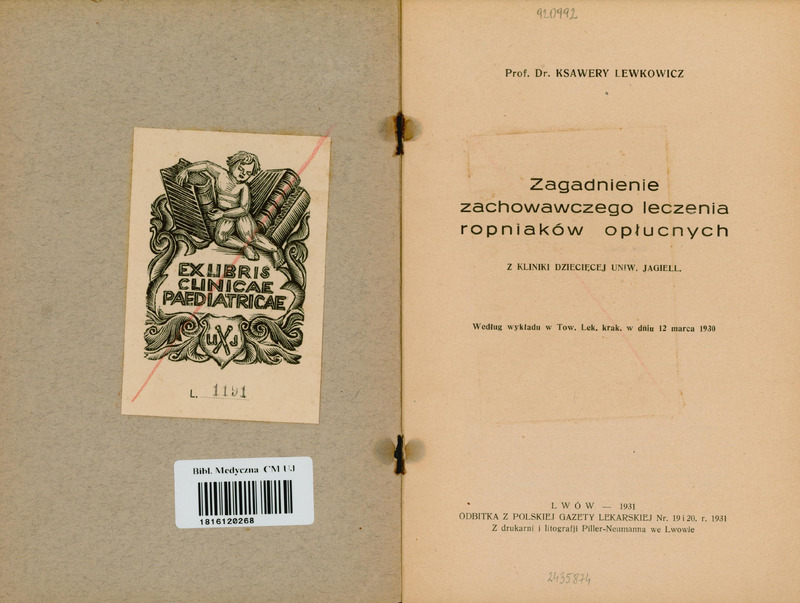 EX LIBRIS
CLINICAE
PAEDIATRICAE
U J
L. 1191
Bibl. Medyczna CM UJ
1816120268
920992
Prof. Dr. KSAWERY LEWKOWICZ
Zagadnienie
zachowawczego leczenia
ropniaków opłucnych
Z KLINIKI DZIECIĘCEJ UNIW. JAGIELL.
Według wykładu w Tow. Lek. krak. w dniu 12 marca 1930
LWÓW — 1931
ODBITKA Z POLSKIEJ GAZETY LEKARSKIEJ Nr. 19 i 20. r. 1931
Z drukarni i litografji Piller-Neumanna we Lwowie
2435874